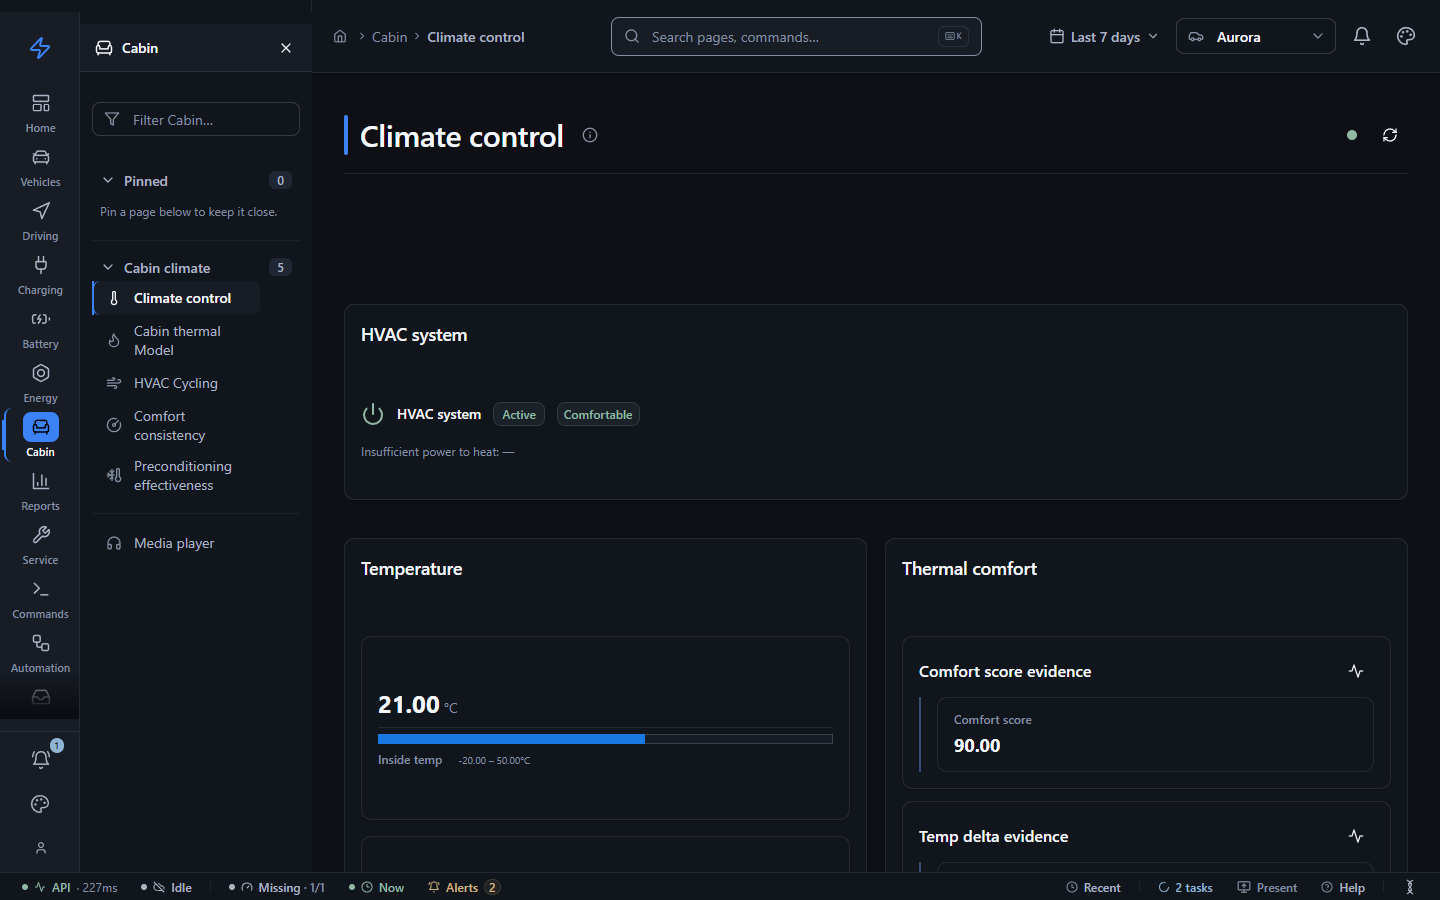 Cabin
Cabin
Climate control
Search pages, commands...
K
Last 7 days
Aurora
Home
Vehicles
Driving
Charging
Battery
Energy
Cabin
Reports
Service
Commands
Automation
1
Filter Cabin...
Pinned
0
Pin a page below to keep it close.
Cabin climate
5
Climate control
Cabin thermal
Model
HVAC Cycling
Comfort
consistency
Preconditioning
effectiveness
Media player
Climate control
HVAC system
HVAC system
Active
Comfortable
Insufficient power to heat: —
Temperature
21.00 °C
Inside temp
-20.00 – 50.00°C
Thermal comfort
Comfort score evidence
Comfort score
90.00
Temp delta evidence
API · 227ms
Idle
Missing · 1/1
Now
Alerts 2
Recent
2 tasks
Present
Help